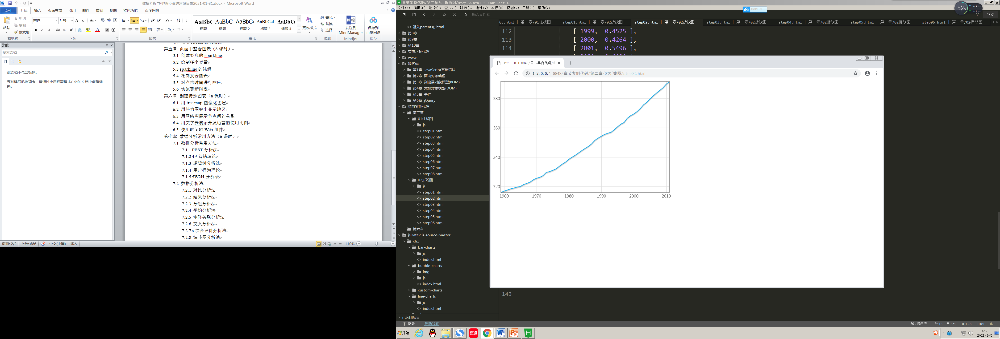 数据分析与可视化-资源建设目录2021-01-31.docx - Microsoft Word
文件 开始 插入 页面布局 引用 邮件 审阅 视图 特色功能 百度网盘
粘贴 剪切 复制 格式刷 宋体 五号
AaBbC 标题 AaBbC 标题 1 AaBbC 标题 2 AaBbCcD 标题 3 AaBbCc 标题 4
更改样式 查找 替换 选择 发送到 MindManager 保存到 百度网盘
剪贴板 字体 段落 样式 编辑 Mindjet 保存
导航
搜索文档
此文档不包含标题。
要创建导航选项卡，请通过应用标题样式在您的文档中创建标
题。
第五章 页面中整合图表（8 课时）
5.1 创建经典的 sparkline
5.2 绘制多个变量
5.3 sparkline 的注解
5.4 绘制复合图表
5.5 对点击时间进行响应
5.6 实施更新图表
第六章 创建特殊图表（8 课时）
6.1 用 tree map 图像化图层
6.2 用热力图突出显示地区
6.3 用网络图展示节点间的关系
6.4 用文字云展示开发语言的使用比例
6.5 使用时间轴 Web 组件
第七章 数据分析常用方法（6 课时）
7.1 数据分析常用方法
7.1.1 PEST 分析法
7.1.2 4P 营销理论
7.1.3 逻辑树分析法
7.1.4 用户行为理论
7.1.5 5W2H 分析法
7.2 数据分析法
7.2.1 对比分析法
7.2.2 结果分析法
7.2.3 分组分析法
7.2.4 平均分析法
7.2.5 矩阵关联分析法
7.2.6 交叉分析法
7.2.7 s 综合评价分析法
7.2.8 漏斗图分析法
页面: 2/2 字数: 686 中文(中国) 插入 110%
章节案例代码/第二章/02折线图/step02.html - HBuilder X
文件(F) 编辑(E) 选择(S) 查找(I) 跳转(G) 运行(R) 发行(U) 视图(V) 工具(T) 帮助(Y)
52% 1.1K/s 1.1K/s
输入文件名 预览
03.html | 第二章/01柱状图 step01.html | 第二章/02折线图 step02.html | 第二章/02折线图 step03.html | 第二章/02折线图 step04.html | 第二章/02折线图 step05.html | 第二章/02折线图 step06.html | 第二章/02折线图
祖先parents().html
第8章
第9章
第10章
实操习题代码
www
源代码
第1章 JavaScript基础语法
第2章 面向对象编程
第3章 浏览器对象模型(BOM)
第4章 文档对象模型(DOM)
第5章 事件
第6章 jQuery
章节案例代码
第二章
01柱状图
js
step01.html
step02.html
step03.html
step04.html
step05.html
step06.html
step07.html
step08.html
02折线图
js
step01.html
step02.html
step03.html
step04.html
step05.html
step06.html
第六章
jsDataV.is-source-master
ch1
bar-charts
js
index.html
bubble-charts
img
js
index.html
custom-charts
line-charts
js
index.html
已关闭项目
112 [ 1999, 0.4525 ],
113 [ 2000, 0.4264 ],
114 [ 2001, 0.5496 ],
127.0.0.1:8848/章节案例代码/
127.0.0.1:8848/章节案例代码/第二章/02折线图/step02.html
380
360
340
320
1960 1970 1980 1990 2000 2010
143
登录 赞助我们 语法提示库 行:135 列:21 UTF-8 HTML
开始 有道 14:20
2021-2-5